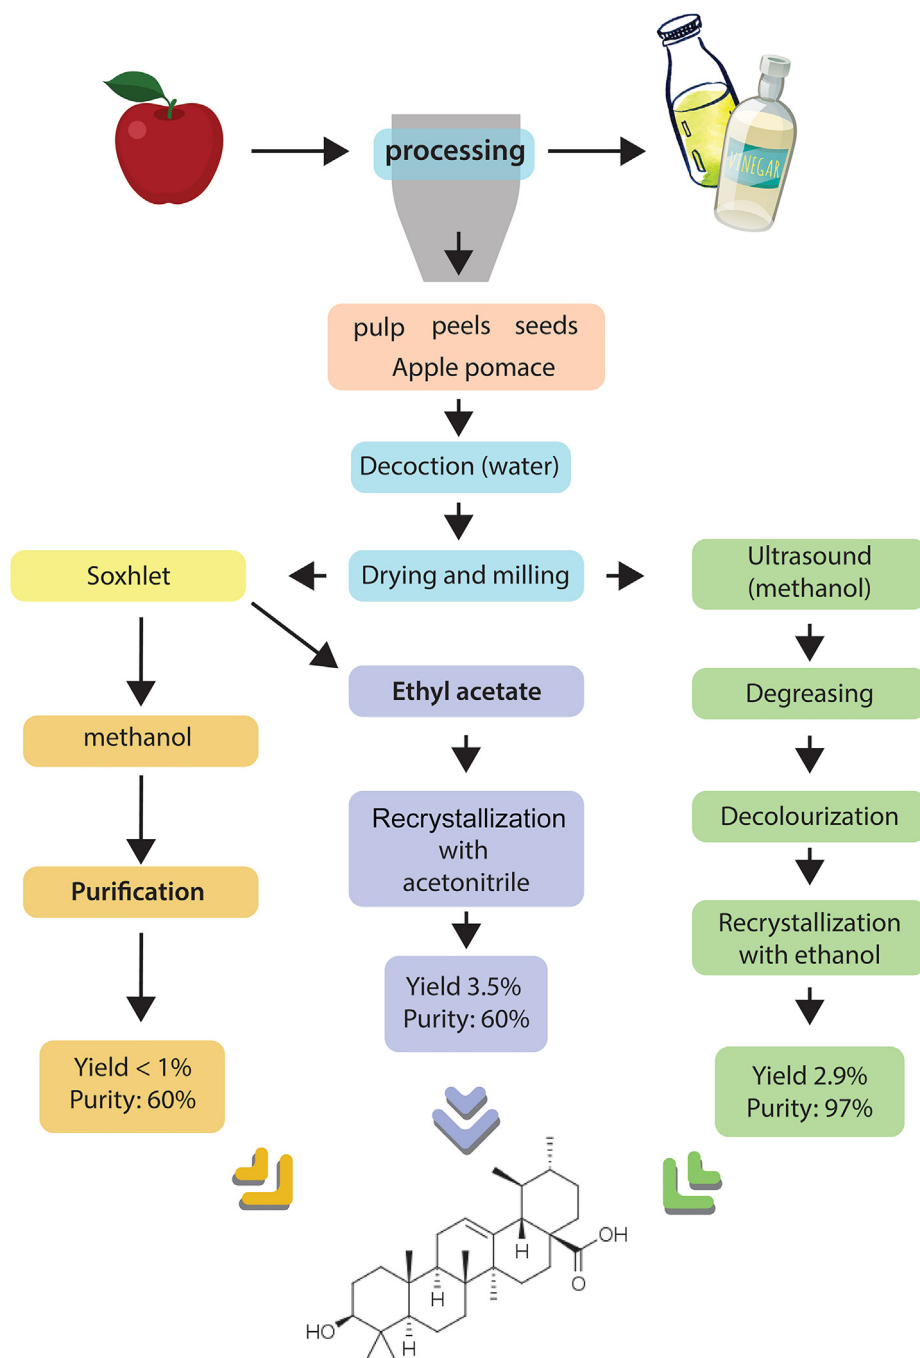 processing
VINEGAR
pulp peels seeds
Apple pomace
Decoction (water)
Soxhlet
Drying and milling
Ultrasound
(methanol)
Ethyl acetate
Degreasing
methanol
Recrystallization
with
acetonitrile
Decolourization
Purification
Recrystallization
with ethanol
Yield 3.5%
Purity: 60%
Yield < 1%
Purity: 60%
Yield 2.9%
Purity: 97%
H
OH
O
H
HO
H